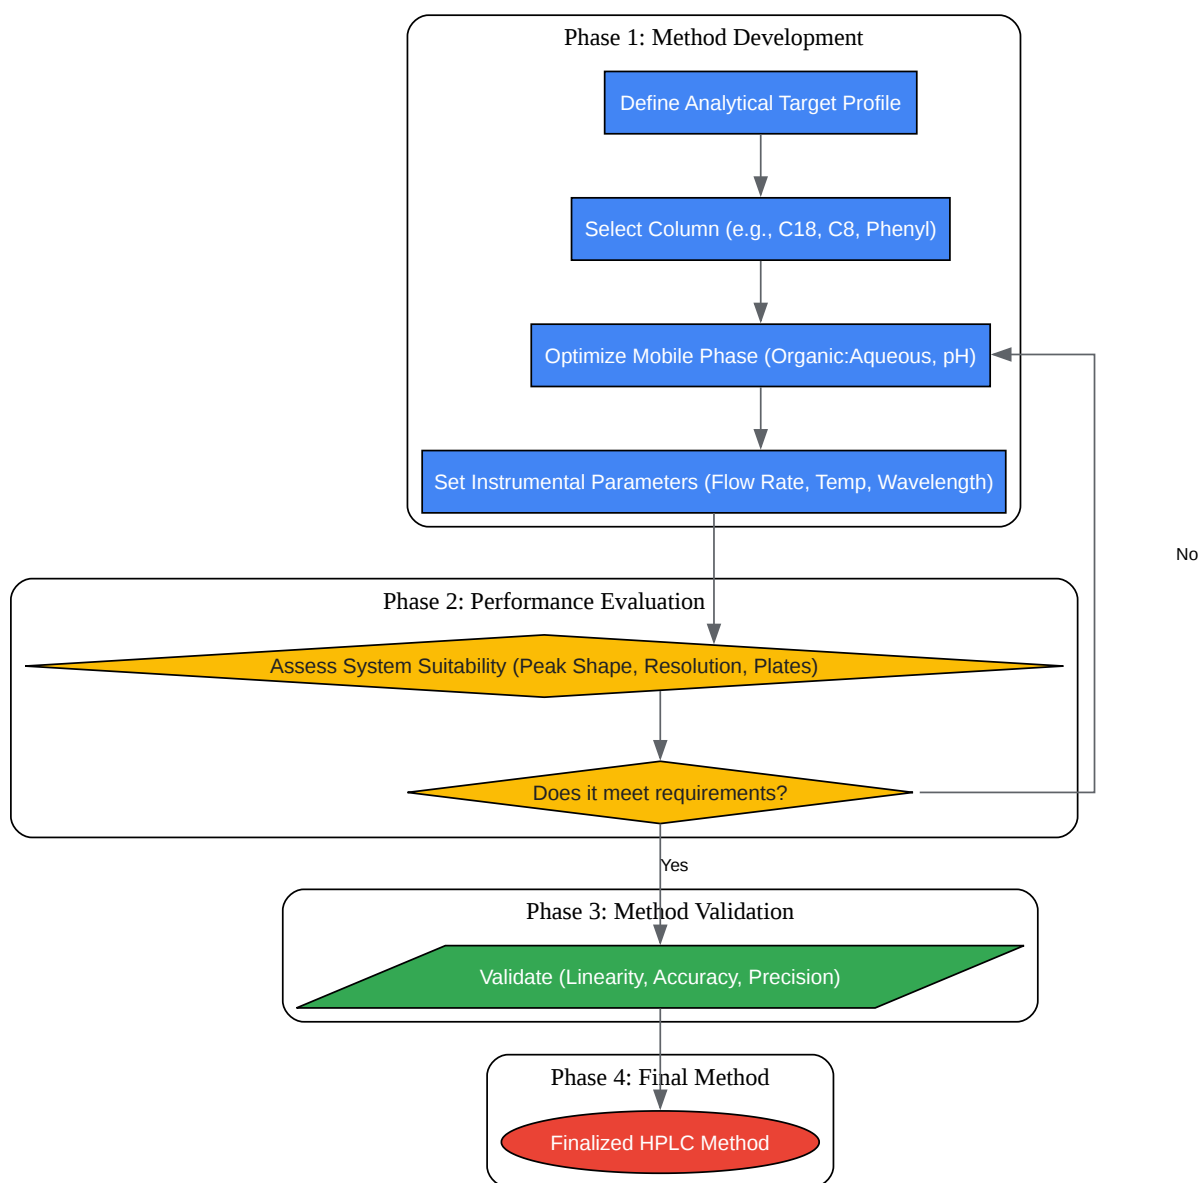 Phase 1: Method Development
Define Analytical Target Profile
Select Column (e.g., C18, C8, Phenyl)
Optimize Mobile Phase (Organic:Aqueous, pH)
Set Instrumental Parameters (Flow Rate, Temp, Wavelength)
No
Phase 2: Performance Evaluation
Assess System Suitability (Peak Shape, Resolution, Plates)
Does it meet requirements?
Yes
Phase 3: Method Validation
Validate (Linearity, Accuracy, Precision)
Phase 4: Final Method
Finalized HPLC Method